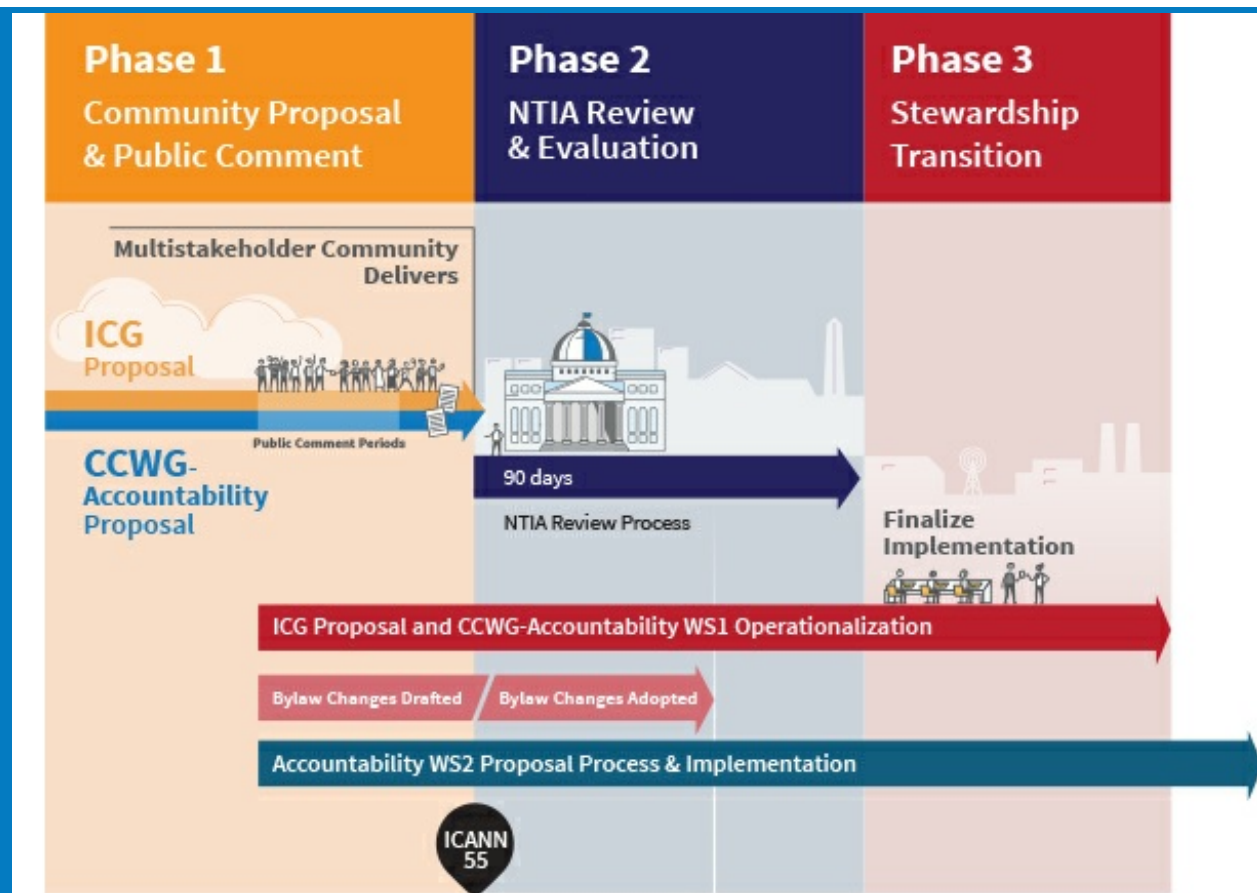 Phase 1
Community Proposal
& Public Comment
Phase 2
NTIA Review
& Evaluation
Phase 3
Stewardship
Transition
Multistakeholder Community
Delivers
ICG
Proposal
Public Comment Periods
CCWG-
Accountability
Proposal
90 days
NTIA Review Process
Finalize
Implementation
ICG Proposal and CCWG-Accountability WS1 Operationalization
Bylaw Changes Drafted
Bylaw Changes Adopted
Accountability WS2 Proposal Process & Implementation
ICANN
55